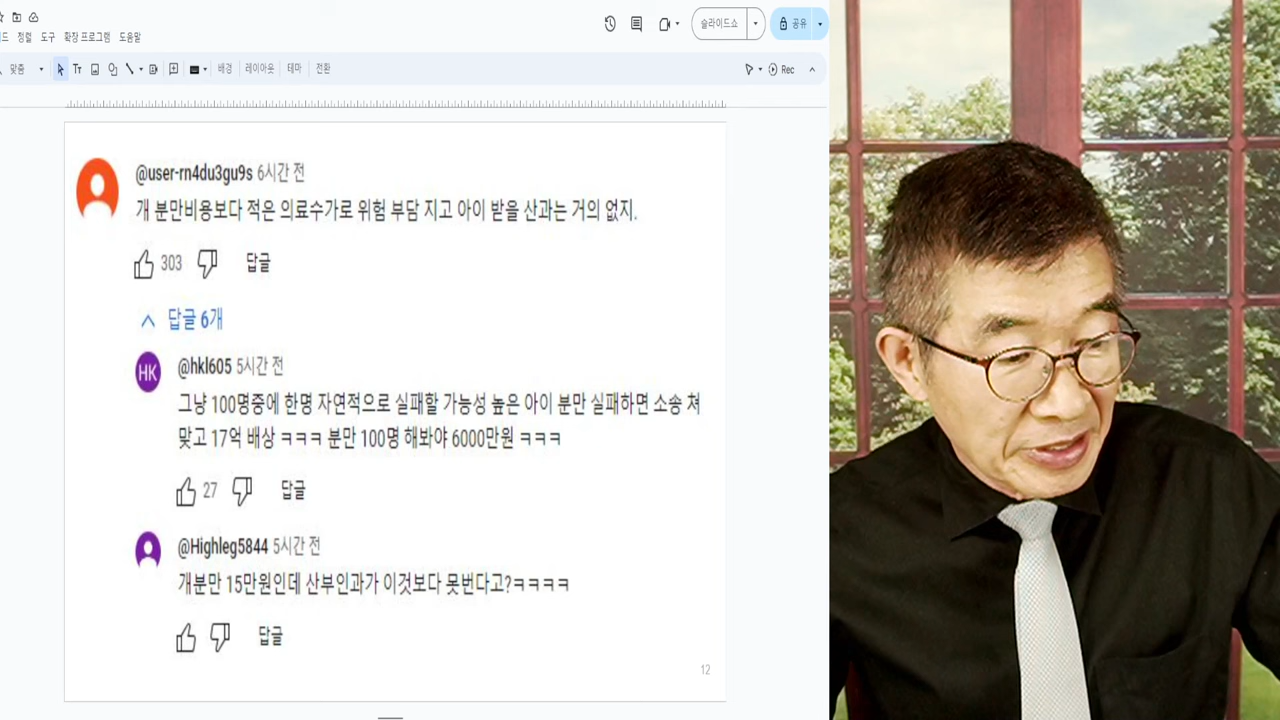 슬라이드쇼
공유
정렬 도구 확장 프로그램 도움말
맞춤
Tт
배경 레이아웃 테마 전환
Rec
@user-rn4du3gu9s 6시간 전
개 분만비용보다 적은 의료수가로 위험 부담 지고 아이 받을 산과는 거의 없지.
303 답글
답글 6개
HK
@hkl605 5시간 전
그냥 100명중에 한명 자연적으로 실패할 가능성 높은 아이 분만 실패하면 소송 쳐
맞고 17억 배상 ㅋㅋㅋ 분만 100명 해봐야 6000만원 ㅋㅋㅋ
27 답글
@Highleg5844 5시간 전
개분만 15만원인데 산부인과가 이것보다 못번다고?ㅋㅋㅋㅋ
답글
12